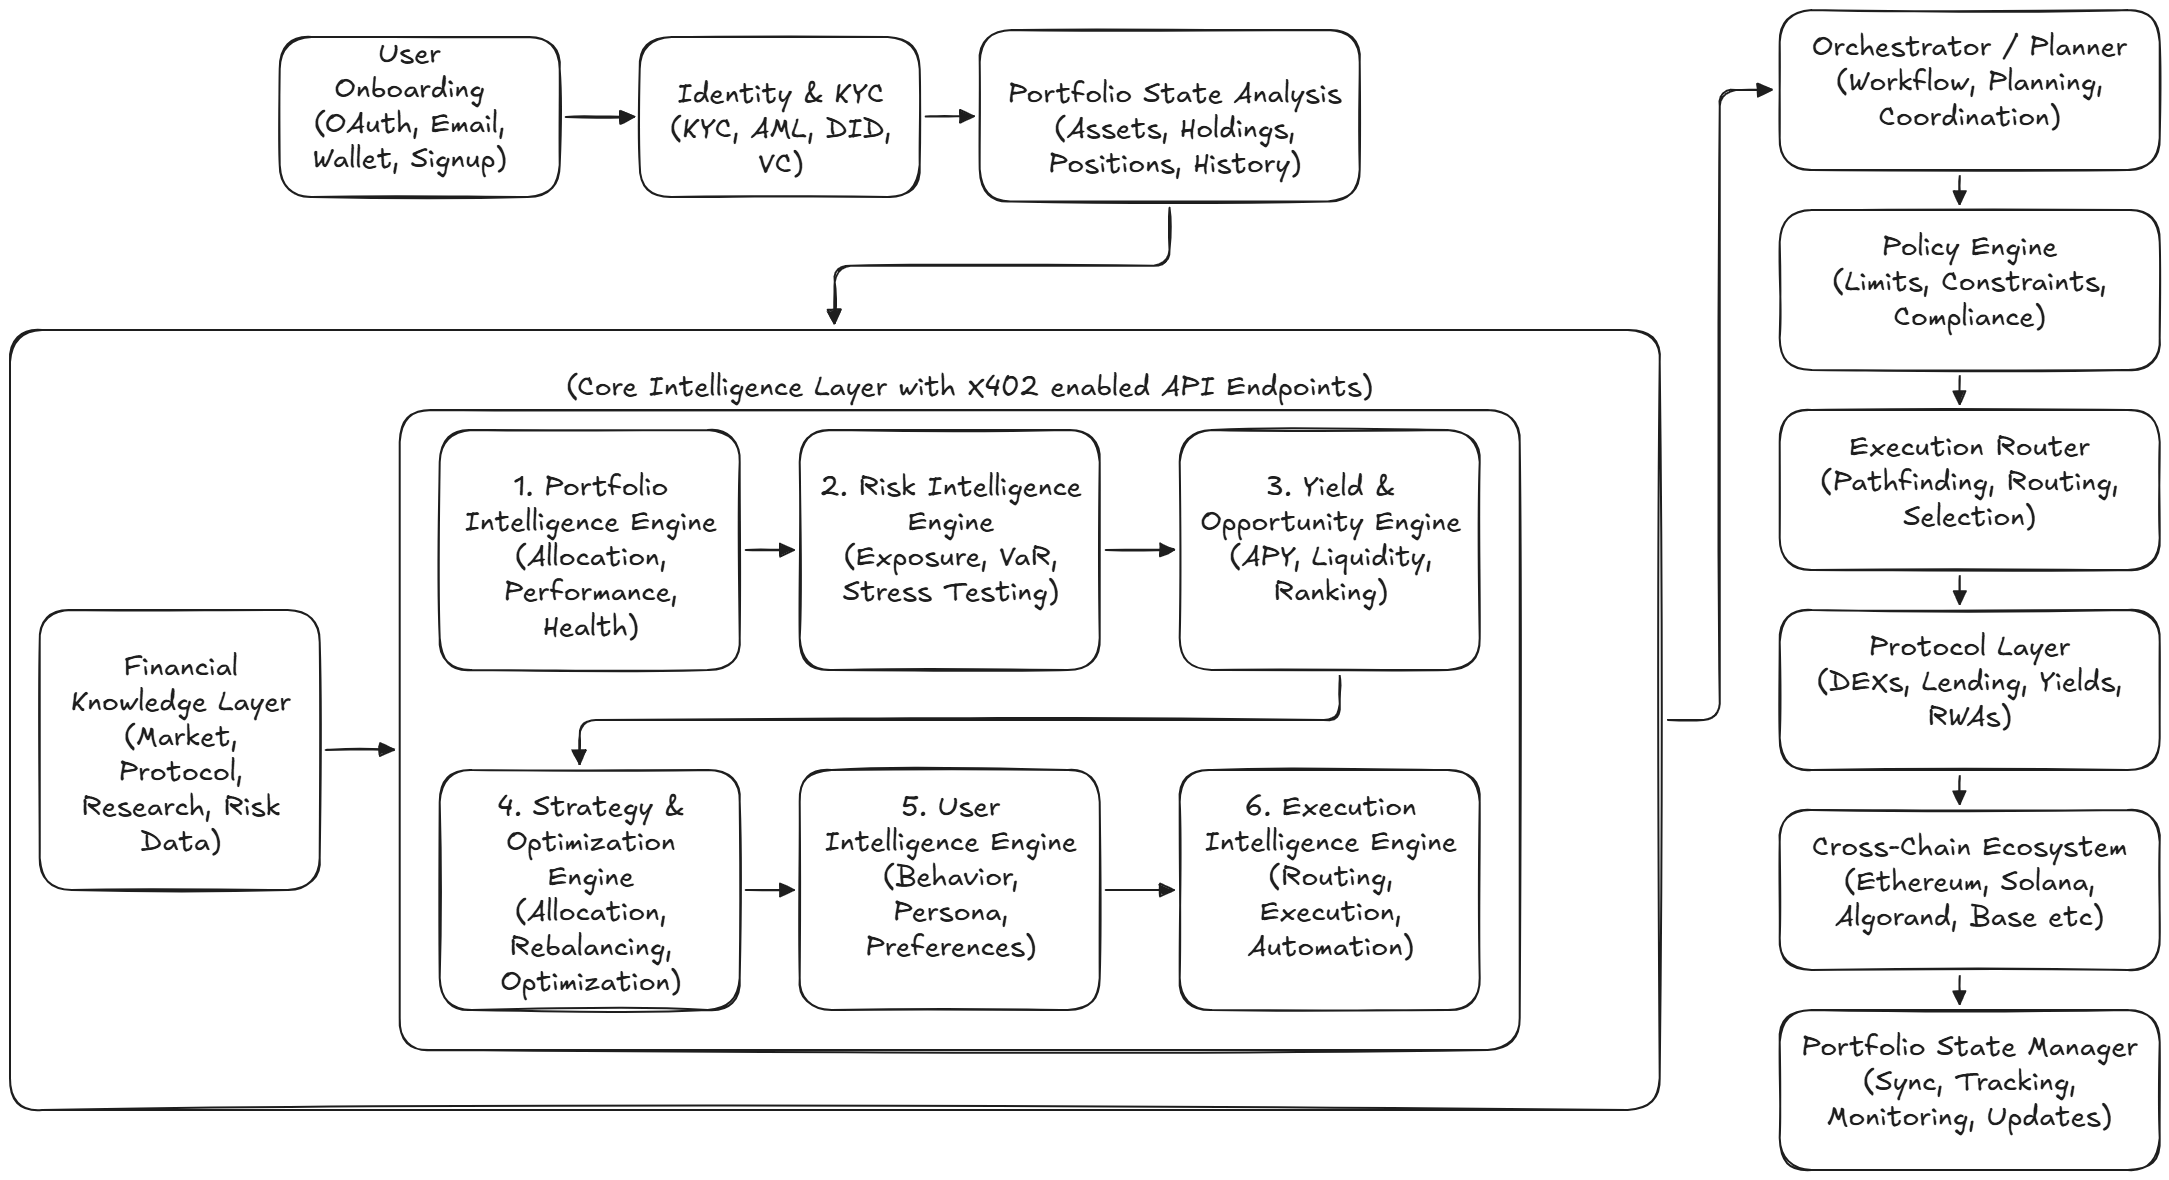 User
Onboarding
(OAuth, Email,
Wallet, Signup)
Identity & KYC
(KYC, AML, DID,
VC)
Portfolio State Analysis
(Assets, Holdings,
Positions, History)
(Core Intelligence Layer with X402 enabled API Endpoints)
Financial
Knowledge Layer
(Market,
Protocol,
Research, Risk
Data)
1. Portfolio
Intelligence Engine
(Allocation,
Performance,
Health)
2. Risk Intelligence
Engine
(Exposure, VaR,
Stress Testing)
3. Yield &
Opportunity Engine
(APY, Liquidity,
Ranking)
4. Strategy &
Optimization
Engine
(Allocation,
Rebalancing,
Optimization)
5. User
Intelligence Engine
(Behavior,
Persona,
Preferences)
6. Execution
Intelligence Engine
(Routing,
Execution,
Automation)
Orchestrator / Planner
(Workflow, Planning,
Coordination)
Policy Engine
(Limits, Constraints,
Compliance)
Execution Router
(Pathfinding, Routing,
Selection)
Protocol Layer
(DEXs, Lending, Yields,
RWAs)
Cross-Chain Ecosystem
(Ethereum, Solana,
Algorand, Base etc)
Portfolio State Manager
(Sync, Tracking,
Monitoring, Updates)